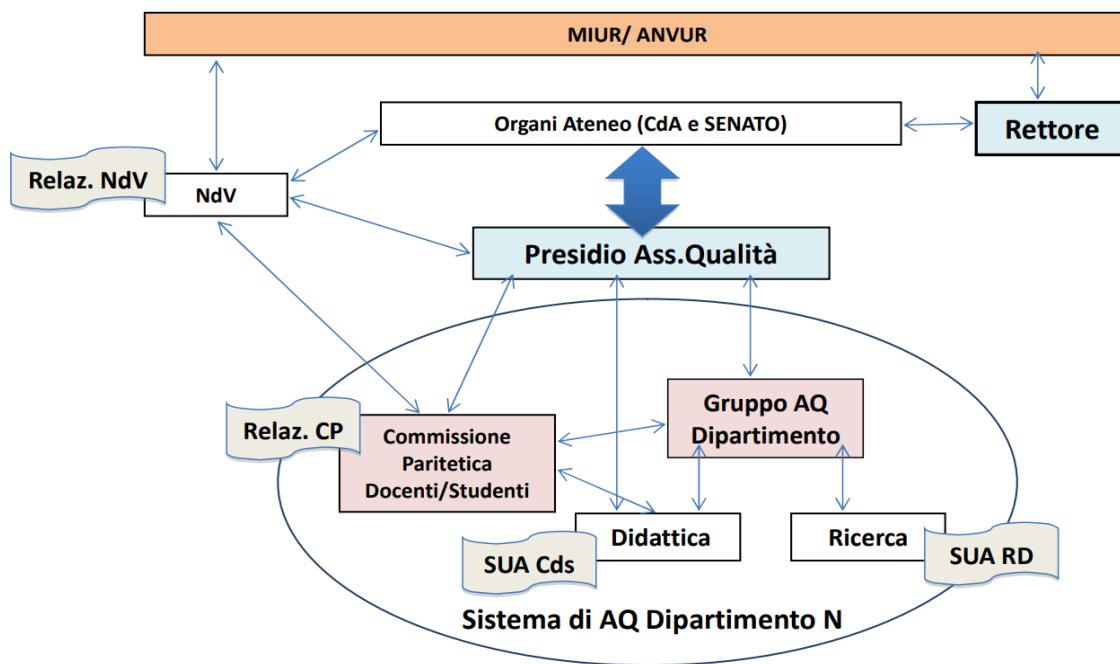 MIUR/ ANVUR
Organi Ateneo (CdA e SENATO)
Rettore
Relaz. NdV
NdV
Presidio Ass.Qualità
Gruppo AQ
Dipartimento
Relaz. CP
Commissione
Paritetica
Docenti/Studenti
Didattica
Ricerca
SUA Cds
SUA RD
Sistema di AQ Dipartimento N